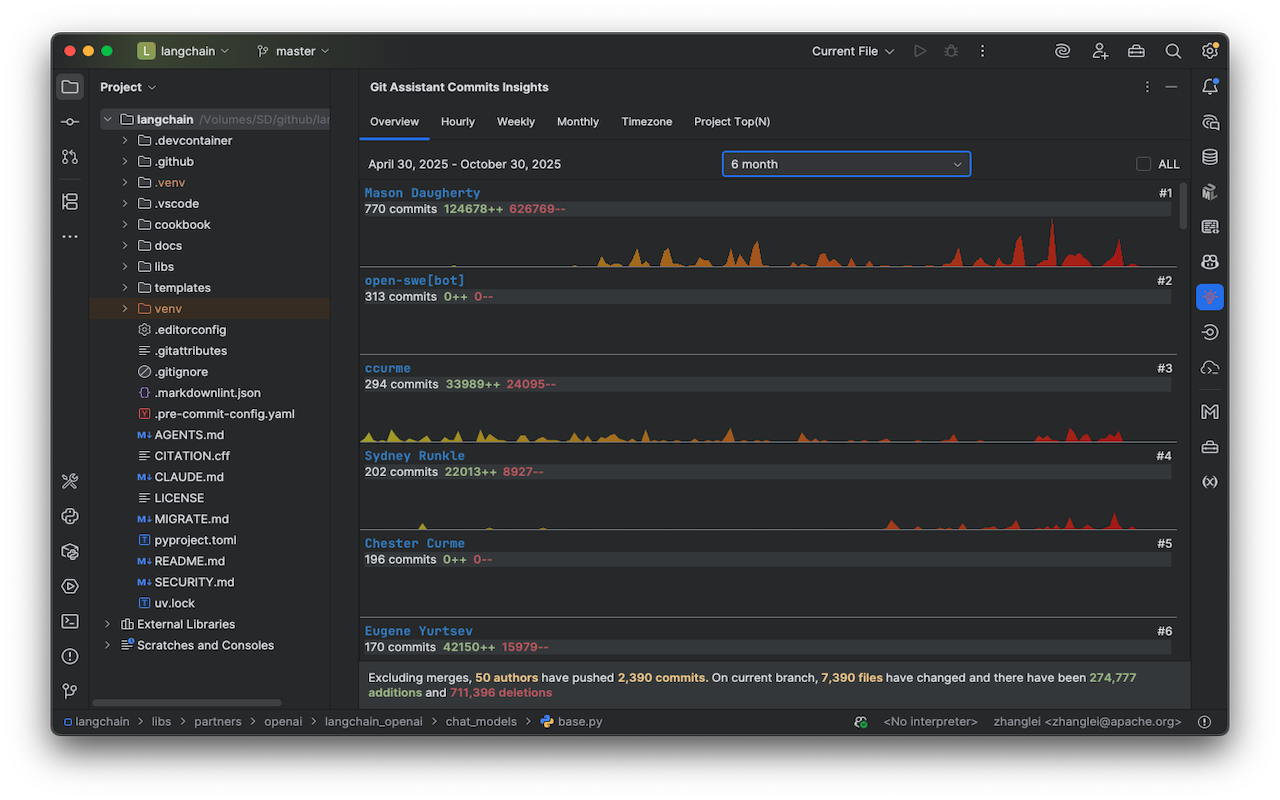 L langchain master Current File
Project
langchain /Volumes/SD/github/lan
.devcontainer
.github
.venv
.vscode
cookbook
docs
libs
templates
venv
.editorconfig
.gitattributes
.gitignore
{} .markdownlint.json
Y .pre-commit-config.yaml
M↓ AGENTS.md
CITATION.cff
M↓ CLAUDE.md
LICENSE
M↓ MIGRATE.md
T pyproject.toml
M↓ README.md
M↓ SECURITY.md
T uv.lock
External Libraries
Scratches and Consoles
Git Assistant Commits Insights
Overview Hourly Weekly Monthly Timezone Project Top(N)
April 30, 2025 - October 30, 2025 6 month ALL
Mason Daugherty #1
770 commits 124678++ 626769--
open-swe[bot] #2
313 commits 0++ 0--
ccurme #3
294 commits 33989++ 24095--
Sydney Runkle #4
202 commits 22013++ 8927--
Chester Curme #5
196 commits 0++ 0--
Eugene Yurtsev #6
170 commits 42150++ 15979--
Excluding merges, 50 authors have pushed 2,390 commits. On current branch, 7,390 files have changed and there have been 274,777
additions and 711,396 deletions
langchain > libs > partners > openai > langchain_openai > chat_models > base.py <No interpreter> zhanglei <zhanglei@apache.org>